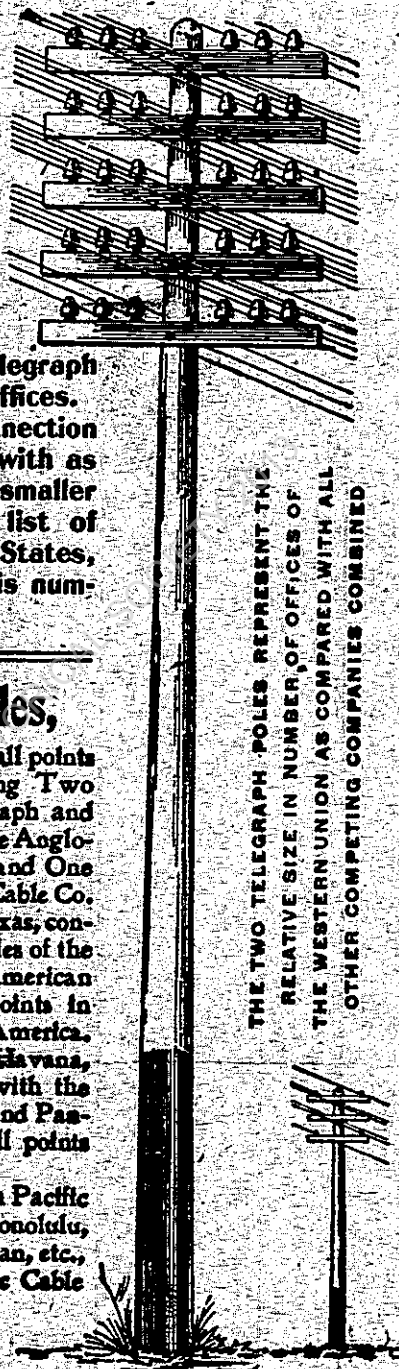 legraph
ffices.
nection
with as
smaller
list of
States,
is num-
les,
all points
ng Two
aph and
e Anglo-
and One
Cable Co.
xas, con-
les of the
merican
oints in
America.
Havana,
with the
nd Pan-
ll points
n Pacific
onolulu,
an, etc.,
c Cable
THE TWO TELEGRAPH POLES REPRESENT THE
RELATIVE SIZE IN NUMBER OF OFFICES OF
THE WESTERN UNION AS COMPARED WITH ALL
OTHER COMPETING COMPANIES COMBINED